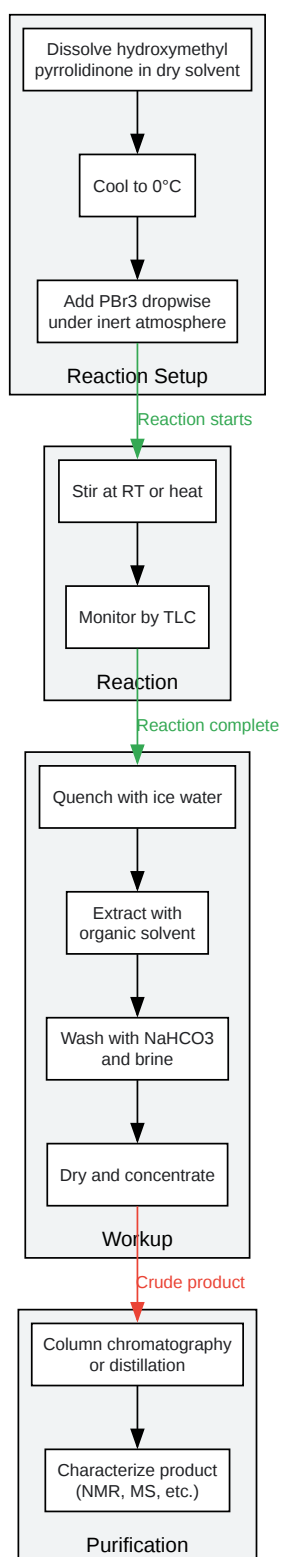 Dissolve hydroxymethyl
pyrrolidinone in dry solvent
Cool to 0°C
Add PBr3 dropwise
under inert atmosphere
Reaction Setup
Reaction starts
Stir at RT or heat
Monitor by TLC
Reaction
Reaction complete
Quench with ice water
Extract with
organic solvent
Wash with NaHCO3
and brine
Dry and concentrate
Workup
Crude product
Column chromatography
or distillation
Characterize product
(NMR, MS, etc.)
Purification